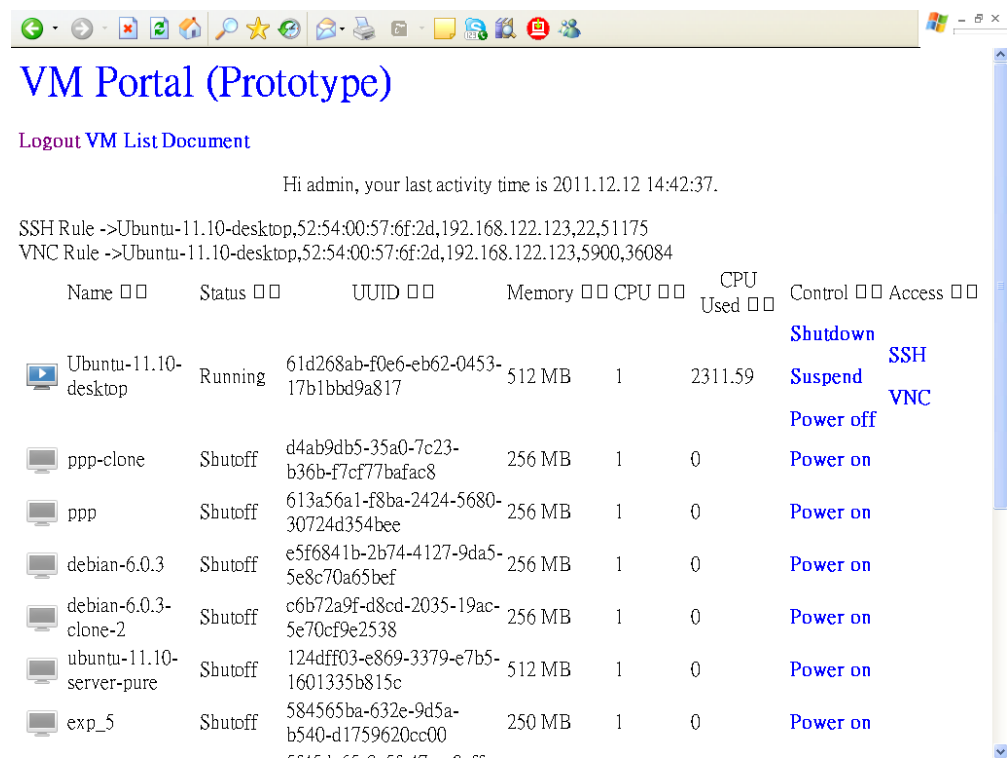 VM Portal (Prototype)
Logout VM List Document
Hi admin, your last activity time is 2011.12.12 14:42:37.
SSH Rule ->Ubuntu-11.10-desktop,52:54:00:57:6f:2d,192.168.122.123,22,51175
VNC Rule ->Ubuntu-11.10-desktop,52:54:00:57:6f:2d,192.168.122.123,5900,36084
Name □□ Status □□ UUID □□ Memory □□ CPU □□ CPU Used □□ Control □□ Access □□
Ubuntu-11.10-desktop Running 61d268ab-f0e6-eb62-0453-17b1bbd9a817 512 MB 1 2311.59 Shutdown Suspend Power off SSH VNC
ppp-clone Shutoff d4ab9db5-35a0-7c23-b36b-f7cf77bafac8 256 MB 1 0 Power on
ppp Shutoff 613a56a1-f8ba-2424-5680-30724d354bee 256 MB 1 0 Power on
debian-6.0.3 Shutoff e5f6841b-2b74-4127-9da5-5e8c70a65bef 256 MB 1 0 Power on
debian-6.0.3-clone-2 Shutoff c6b72a9f-d8cd-2035-19ac-5e70cf9e2538 256 MB 1 0 Power on
ubuntu-11.10-server-pure Shutoff 124dff03-e869-3379-e7b5-1601335b815c 512 MB 1 0 Power on
exp_5 Shutoff 584565ba-632e-9d5a-b540-d1759620cc00 250 MB 1 0 Power on